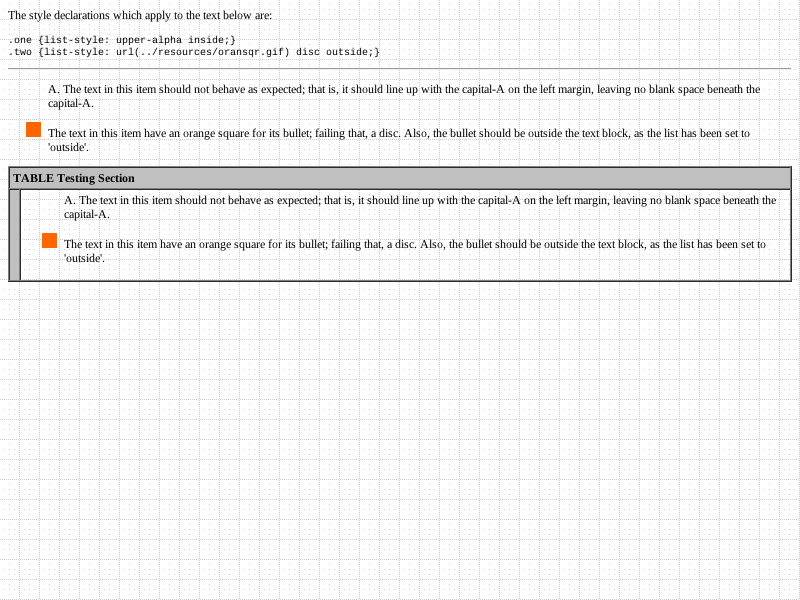 The style declarations which apply to the text below are:
.one {list-style: upper-alpha inside;}
.two {list-style: url(../resources/oransqr.gif) disc outside;}
A. The text in this item should not behave as expected; that is, it should line up with the capital-A on the left margin, leaving no blank space beneath the
capital-A.
The text in this item have an orange square for its bullet; failing that, a disc. Also, the bullet should be outside the text block, as the list has been set to
'outside'.
TABLE Testing Section
A. The text in this item should not behave as expected; that is, it should line up with the capital-A on the left margin, leaving no blank space beneath the
capital-A.
The text in this item have an orange square for its bullet; failing that, a disc. Also, the bullet should be outside the text block, as the list has been set to
'outside'.